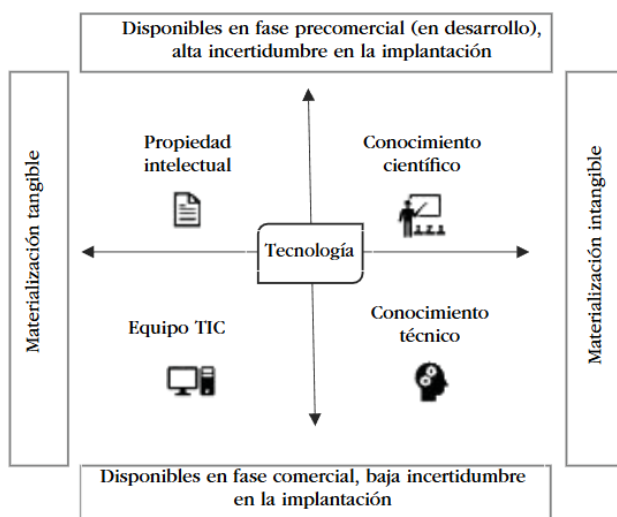 Disponibles en fase precomercial (en desarrollo),
alta incertidumbre en la implantación
Materialización tangible
Propiedad
intelectual
Conocimiento
científico
Tecnología
Equipo TIC
Conocimiento
técnico
Materialización intangible
Disponibles en fase comercial, baja incertidumbre
en la implantación